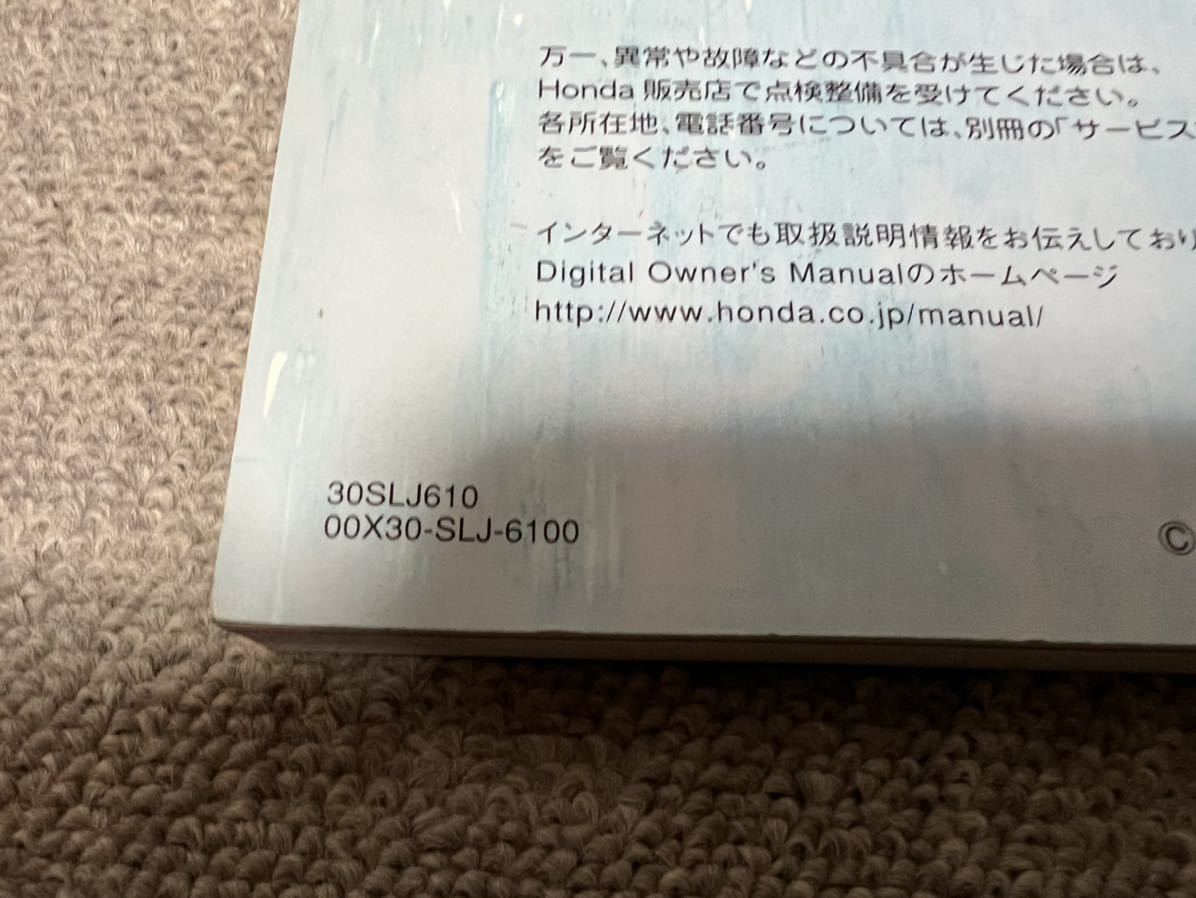 万一、異常や故障などの不具合が生じた場合は、
Honda 販売店で点検整備を受けてください。
各所在地、電話番号については、別冊の「サービス
をご覧ください。
インターネットでも取扱説明情報をお伝えしており
Digital Owner's Manualのホームページ
http://www.honda.co.jp/manual/
30SLJ610
00X30-SLJ-6100
©